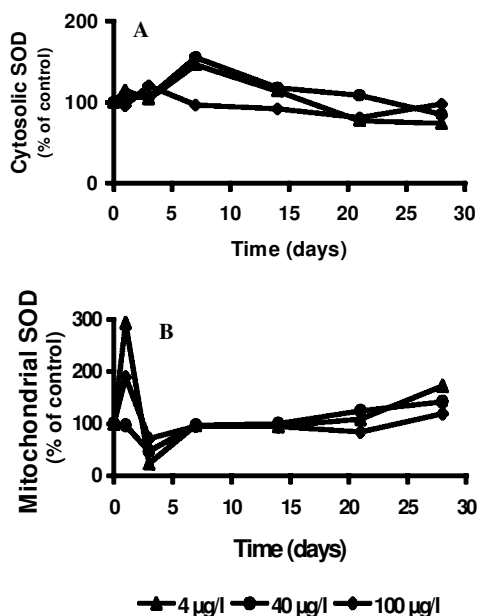 A
Cytosolic SOD
(% of control)
200
100
0
0 5 10 15 20 25 30
Time (days)
B
Mitochondrial SOD
(% of control)
300
200
100
0
0 5 10 15 20 25 30
Time (days)
4 µg/l 40 µg/l 100 µg/l